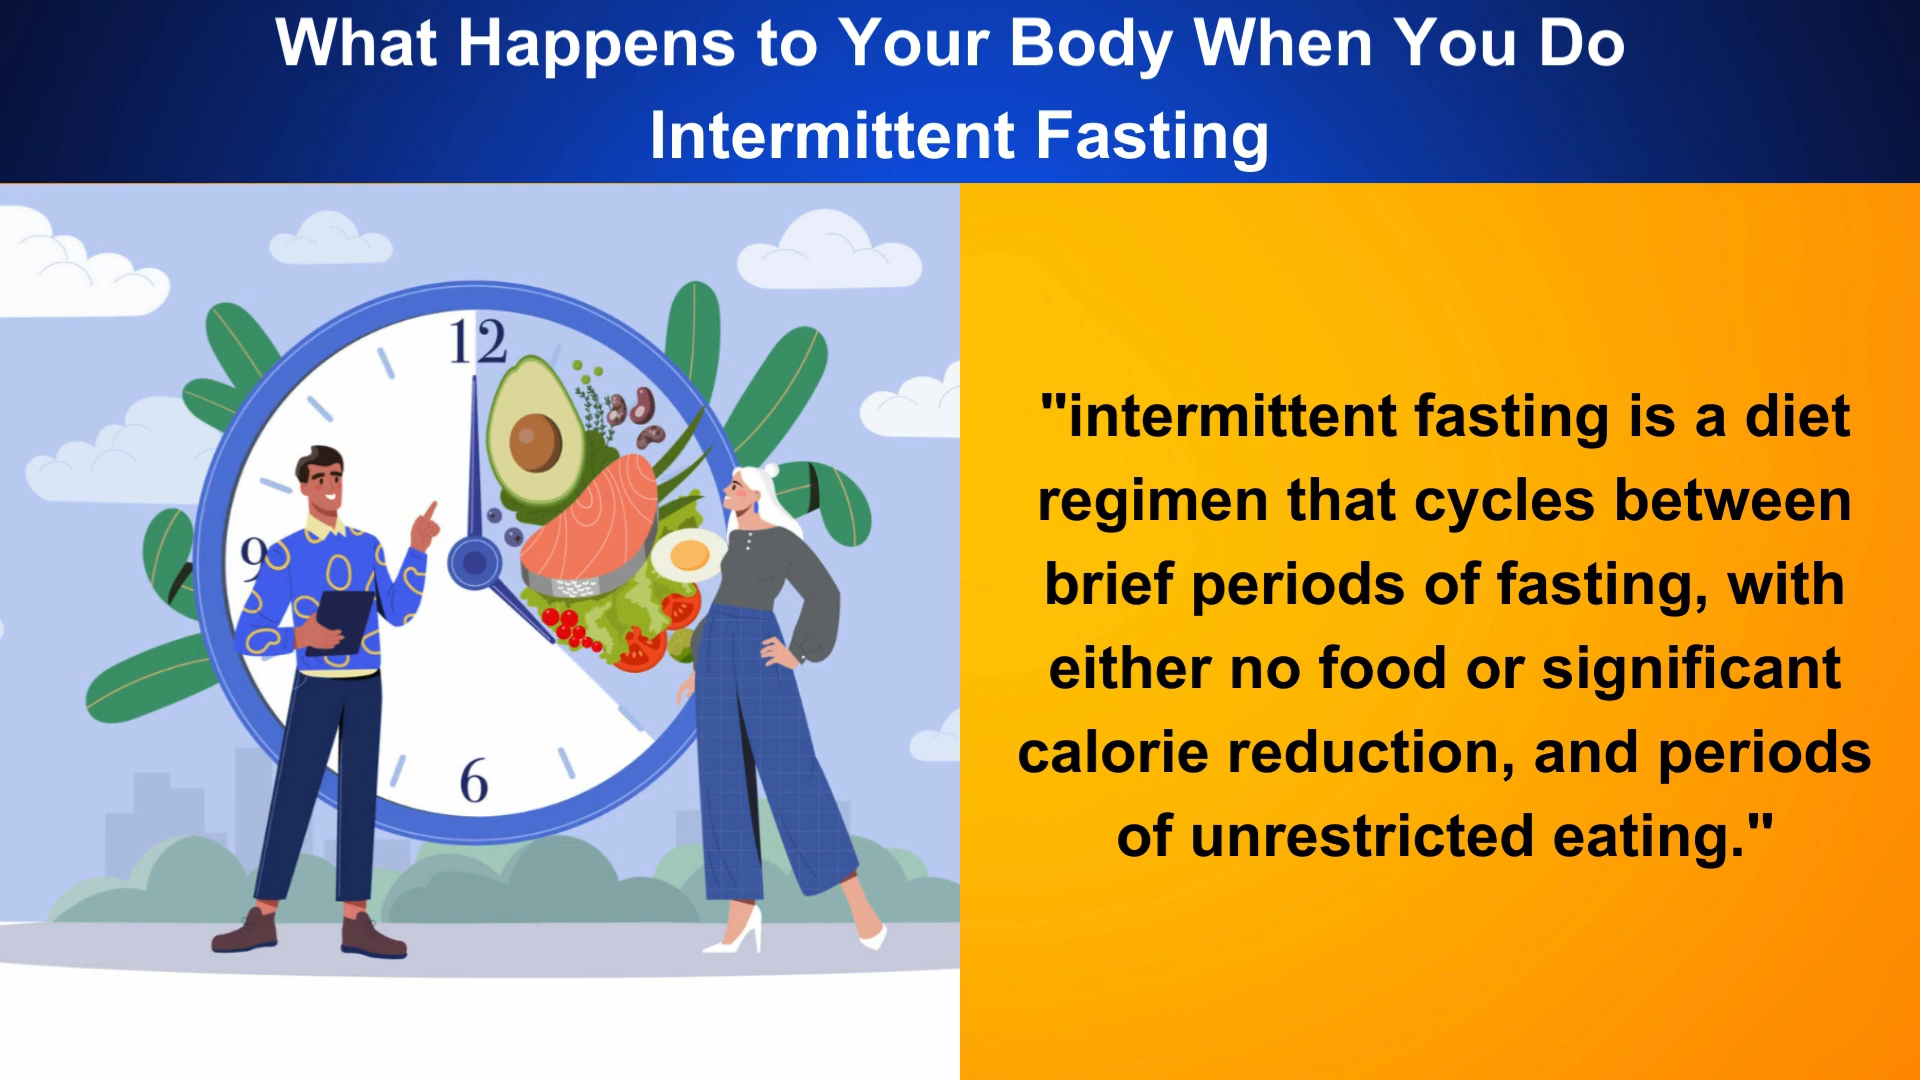 What Happens to Your Body When You Do
Intermittent Fasting
12
9
6
"intermittent fasting is a diet
regimen that cycles between
brief periods of fasting, with
either no food or significant
calorie reduction, and periods
of unrestricted eating."